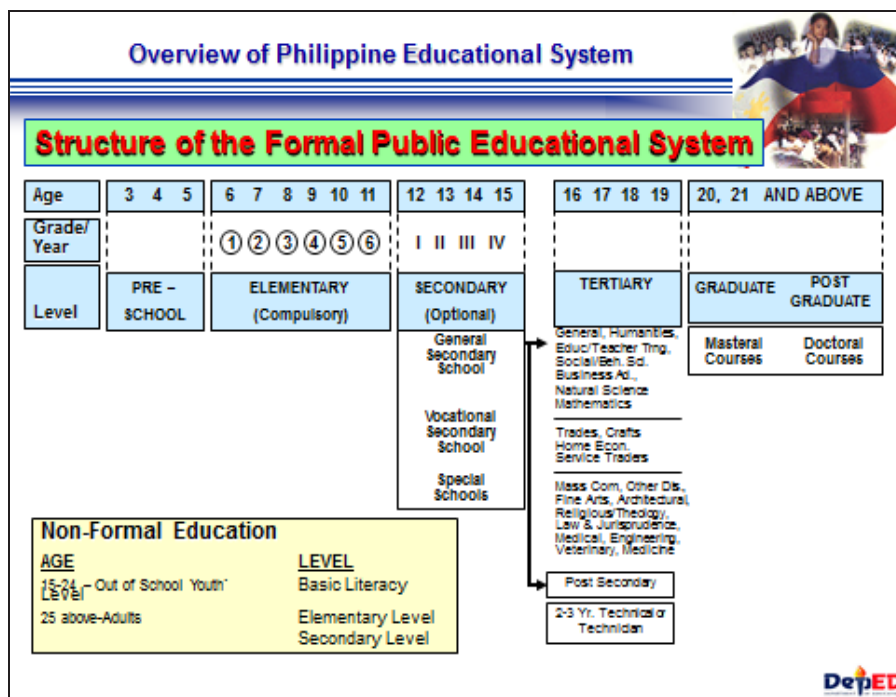 Overview of Philippine Educational System
Structure of the Formal Public Educational System
Age 3 4 5 6 7 8 9 10 11 12 13 14 15 16 17 18 19 20, 21 AND ABOVE
Grade/
Year 1 2 3 4 5 6 I II III IV
Level
PRE –
SCHOOL
ELEMENTARY
(Compulsory)
SECONDARY
(Optional)
TERTIARY
GRADUATE
POST
GRADUATE
General
Secondary
School
Vocational
Secondary
School
Special
Schools
General, Humanities,
Educ/Teacher Trng,
Social/Beh. Sci.
Business Ad.,
Natural Science
Mathematics
Trades, Crafts
Home Econ.
Service Traders
Mass Com, Other Dis.,
Fine Arts, Architectural,
Religious/Theology,
Law & Jurisprudence,
Medical, Engineering,
Veterinary, Medicine
Post Secondary
2-3 Yr. Technical or
Technician
Masteral
Courses
Doctoral
Courses
Non-Formal Education
AGE LEVEL
15-24 – Out of School Youth Basic Literacy
Level
25 above-Adults Elementary Level
Secondary Level
DepED